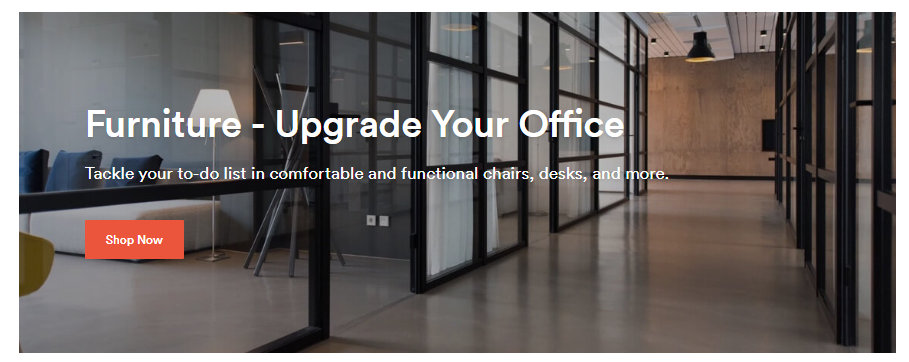 Furniture - Upgrade Your Office
Tackle your to-do list in comfortable and functional chairs, desks, and more.
Shop Now